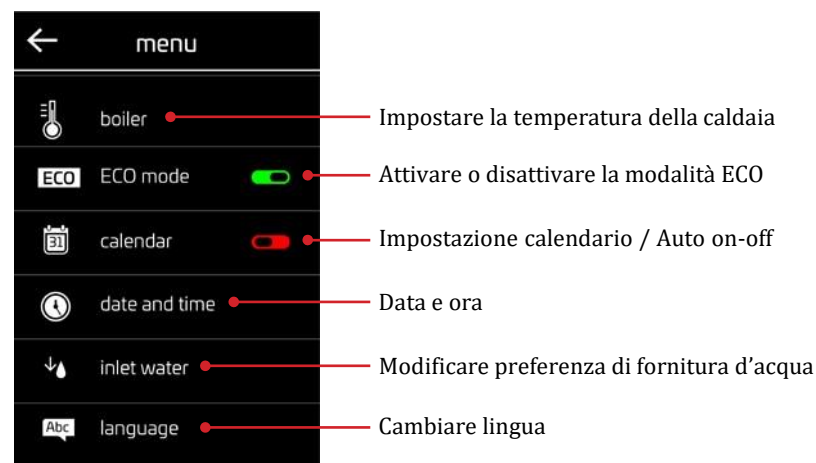 menu
boiler
Impostare la temperatura della caldaia
ECO
ECO mode
Attivare o disattivare la modalità ECO
31
calendar
Impostazione calendario / Auto on-off
date and time
Data e ora
inlet water
Modificare preferenza di fornitura d’acqua
Abc
language
Cambiare lingua